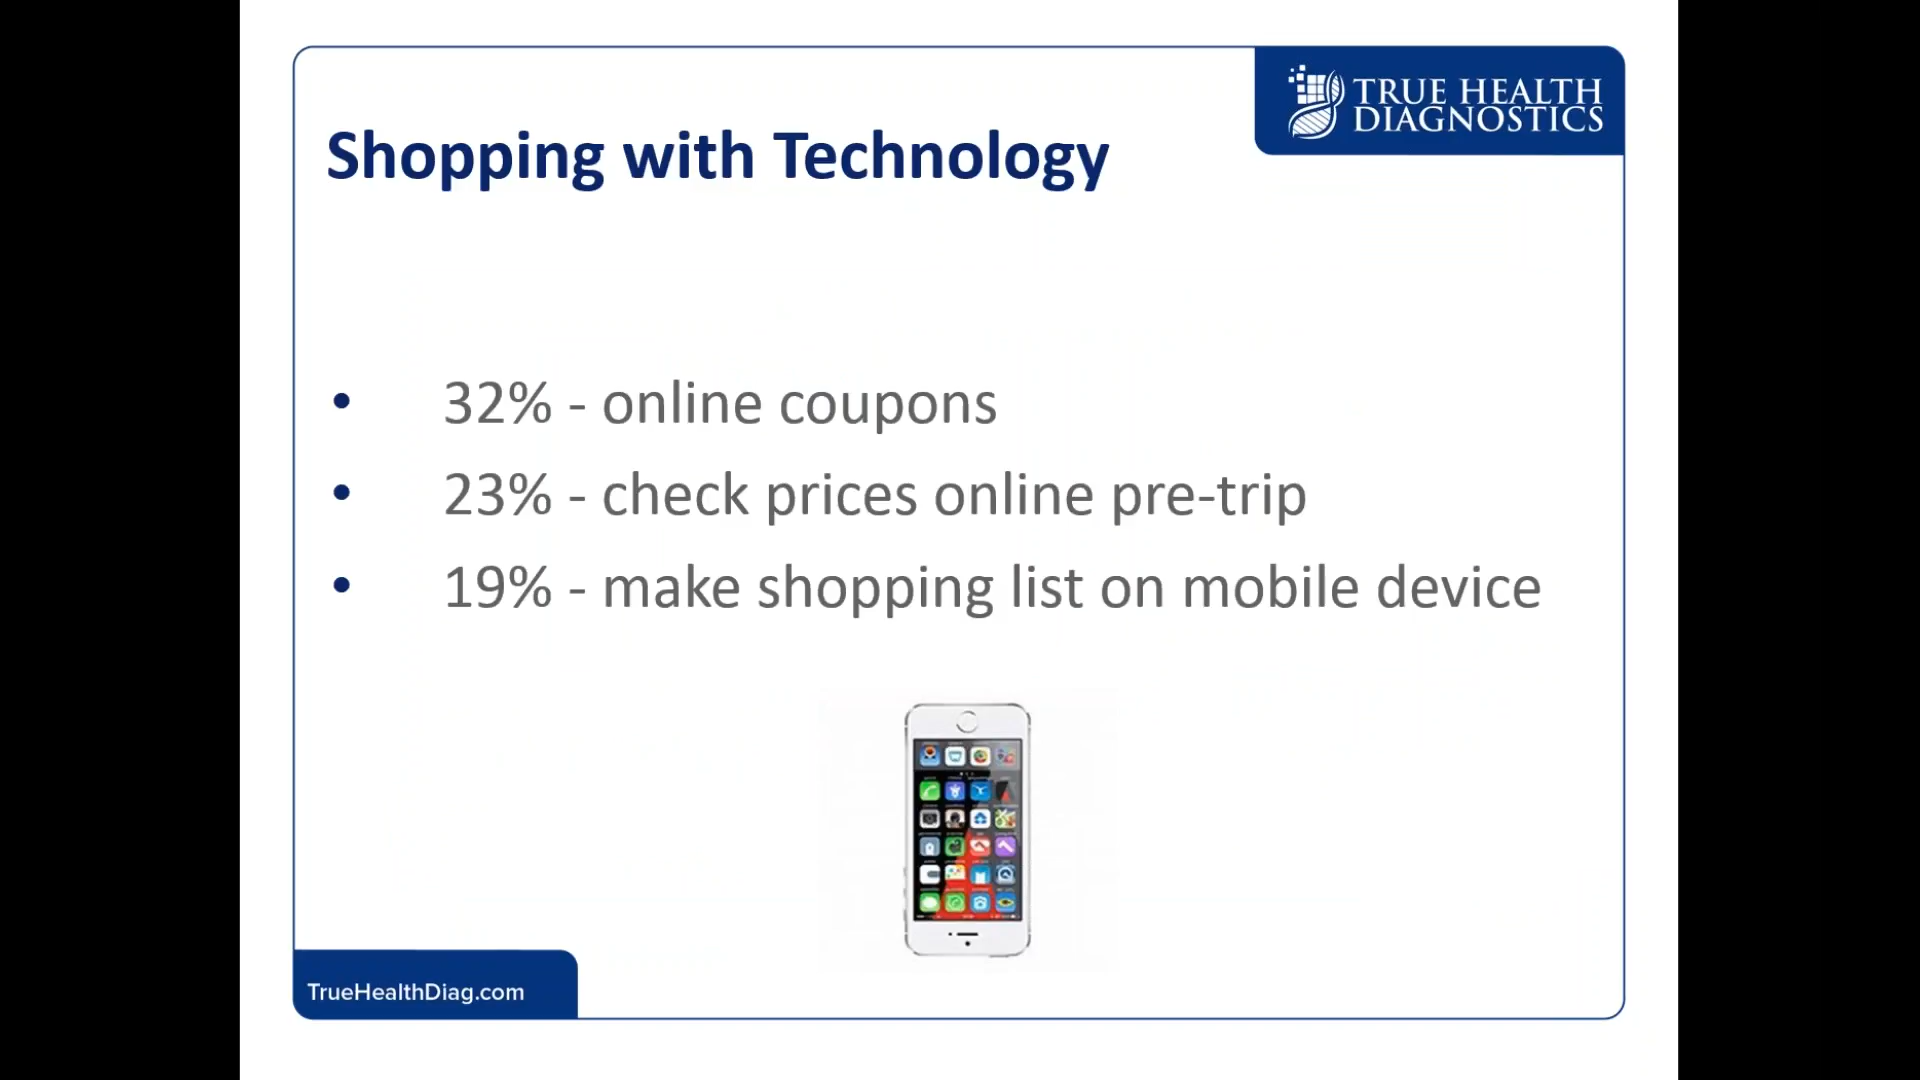 TRUE HEALTH
DIAGNOSTICS
Shopping with Technology
• 32% - online coupons
• 23% - check prices online pre-trip
• 19% - make shopping list on mobile device
TrueHealthDiag.com